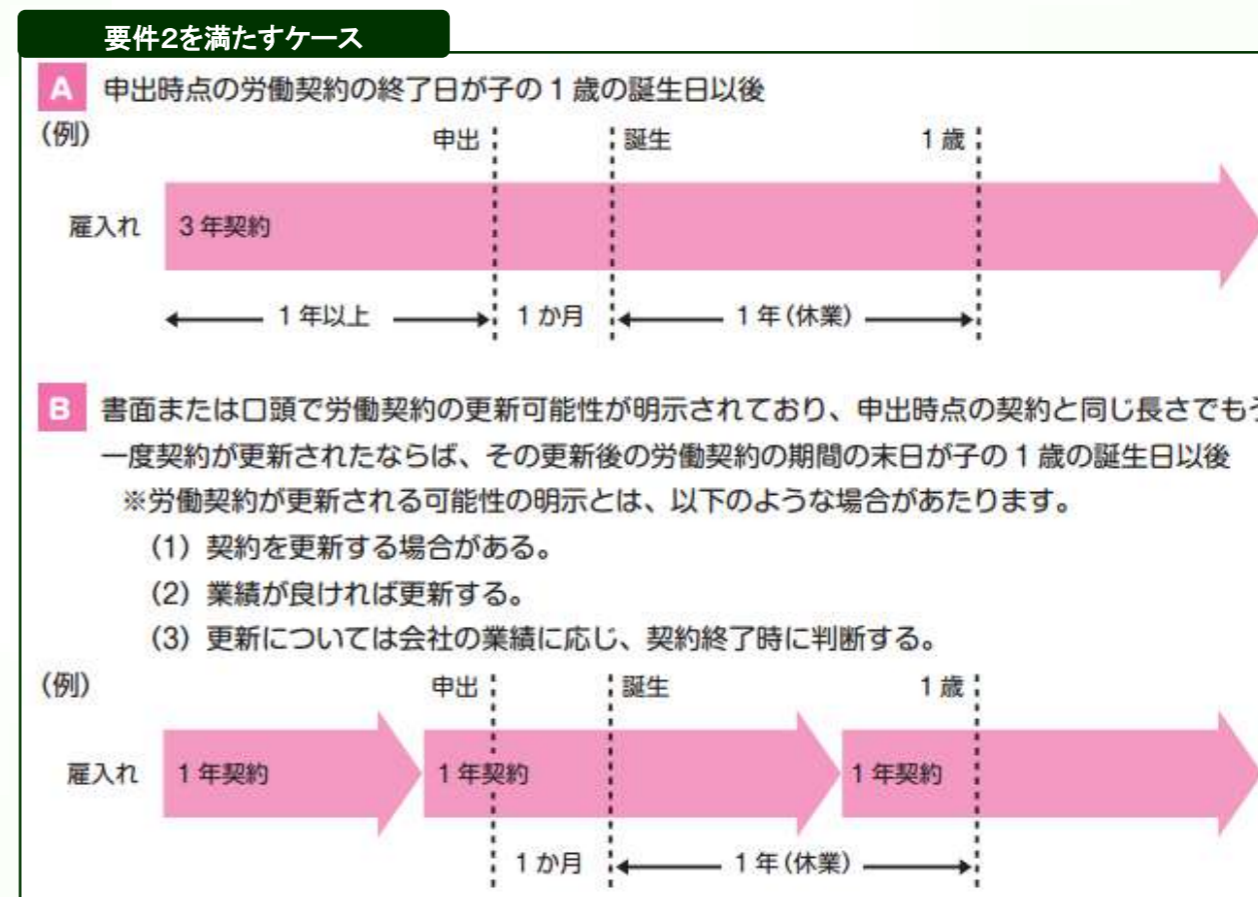 要件2を満たすケース
A 申出時点の労働契約の終了日が子の1歳の誕生日以後
(例)
申出 誕生 1歳
雇入れ 3年契約
1年以上 1か月 1年(休業)
B 書面または口頭で労働契約の更新可能性が明示されており、申出時点の契約と同じ長さでも
一度契約が更新されたならば、その更新後の労働契約の期間の末日が子の1歳の誕生日以後
※労働契約が更新される可能性の明示とは、以下のような場合があたります。
(1) 契約を更新する場合がある。
(2) 業績が良ければ更新する。
(3) 更新については会社の業績に応じ、契約終了時に判断する。
(例)
申出 誕生 1歳
雇入れ 1年契約 1年契約 1年契約
1か月 1年(休業)